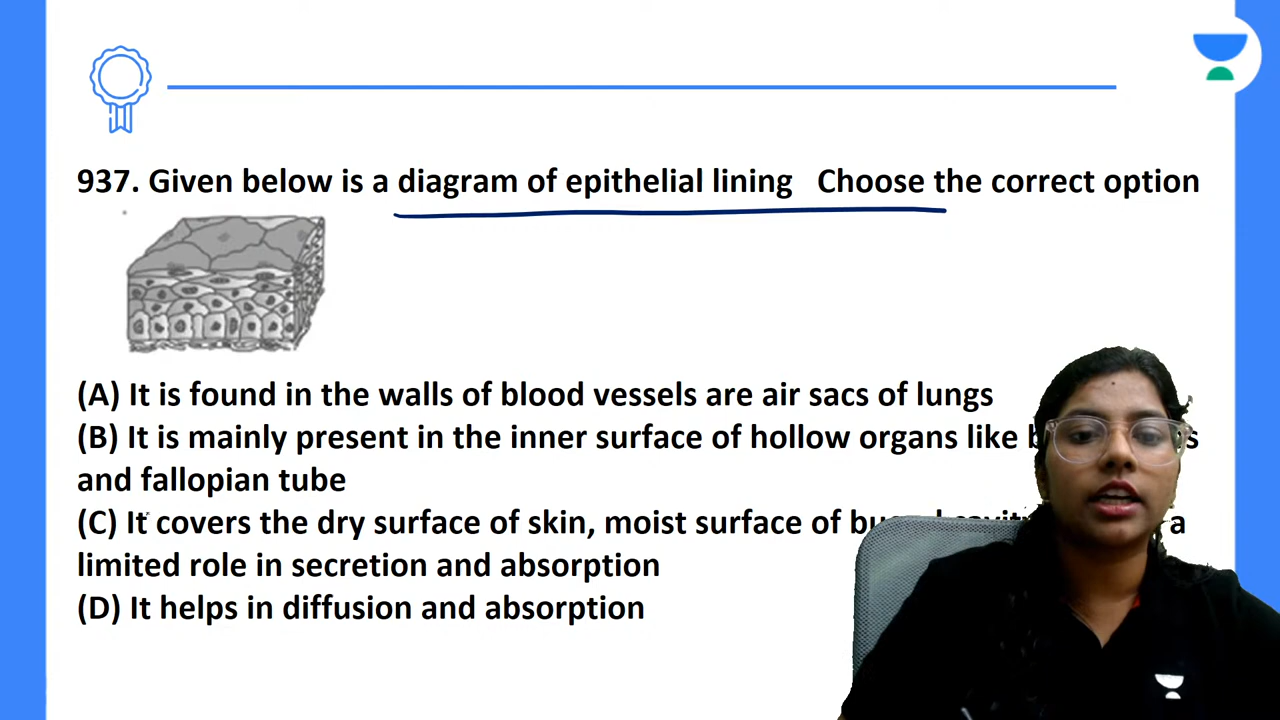 937. Given below is a diagram of epithelial lining Choose the correct option
(A) It is found in the walls of blood vessels are air sacs of lungs
(B) It is mainly present in the inner surface of hollow organs like
and fallopian tube
(C) It covers the dry surface of skin, moist surface of a
limited role in secretion and absorption
(D) It helps in diffusion and absorption